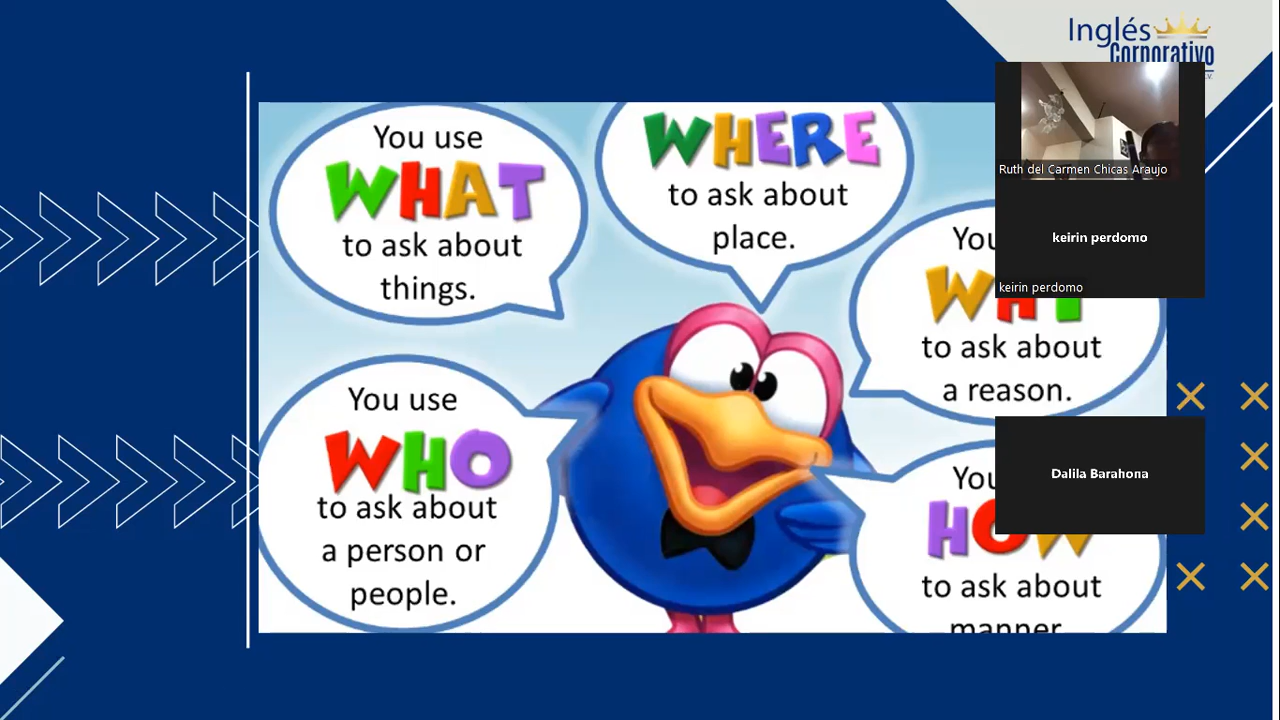 Inglés
Corporativo
You use
WHAT
to ask about
things.
WHERE
to ask about
place.
You
WHY
to ask about
a reason.
You use
WHO
to ask about
a person or
people.
You
HOW
to ask about
manner
Ruth del Carmen Chicas Araujo
keirin perdomo
keirin perdomo
Dalila Barahona